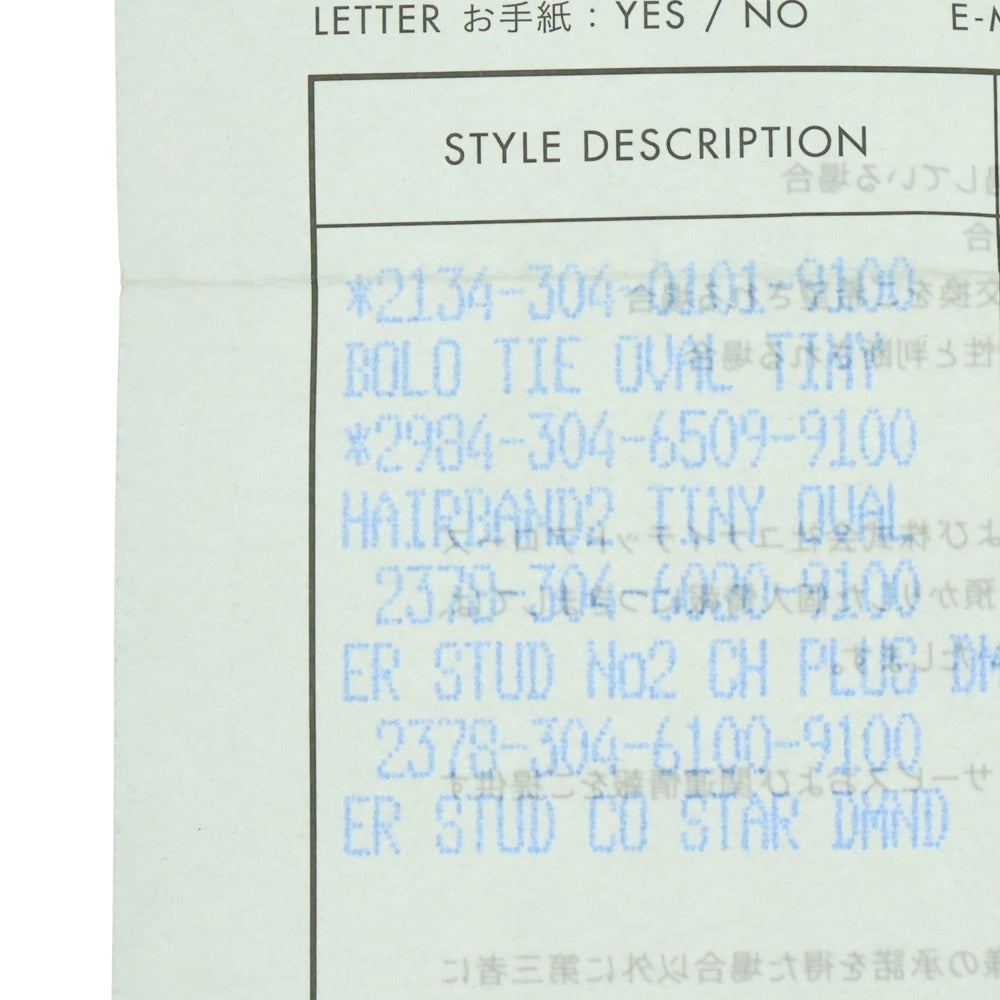 LETTER お手紙：YES / NO E-M
STYLE DESCRIPTION
*2134-304-0101-9100
BOLO TIE OVAL TINY
*2984-304-6509-9100
HAIRBAND2 TINY OVAL
2378-304-6020-9100
ER STUD No2 CH PLUS DM
2378-304-6100-9100
ER STUD CO STAR DMND